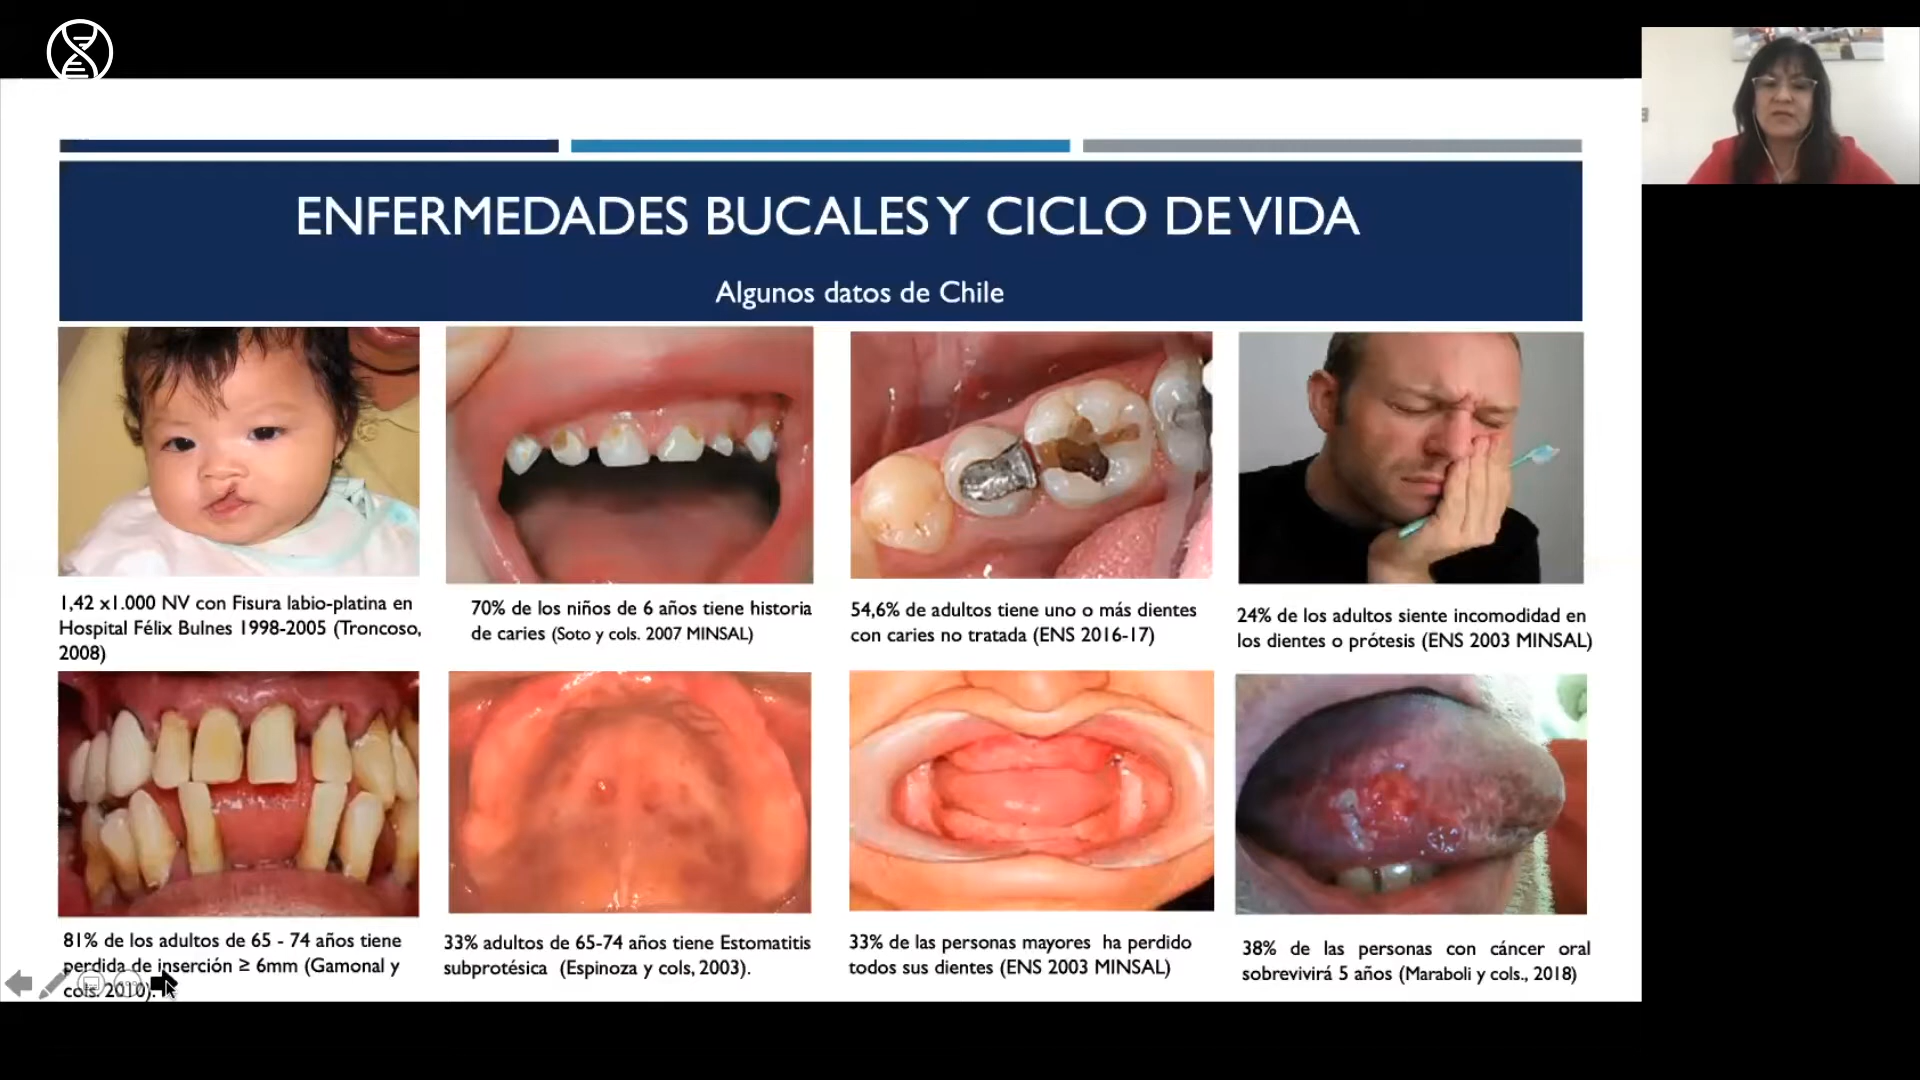 ENFERMEDADES BUCALES Y CICLO DE VIDA
Algunos datos de Chile
1,42 x1.000 NV con Fisura labio-platina en
Hospital Félix Bulnes 1998-2005 (Troncoso,
2008)
70% de los niños de 6 años tiene historia
de caries (Soto y cols. 2007 MINSAL)
54,6% de adultos tiene uno o más dientes
con caries no tratada (ENS 2016-17)
24% de los adultos siente incomodidad en
los dientes o prótesis (ENS 2003 MINSAL)
81% de los adultos de 65 - 74 años tiene
perdida de inserción ≥ 6mm (Gamonal y
cols. 2010).
33% adultos de 65-74 años tiene Estomatitis
subprotésica (Espinoza y cols, 2003).
33% de las personas mayores ha perdido
todos sus dientes (ENS 2003 MINSAL)
38% de las personas con cáncer oral
sobrevivirá 5 años (Maraboli y cols., 2018)